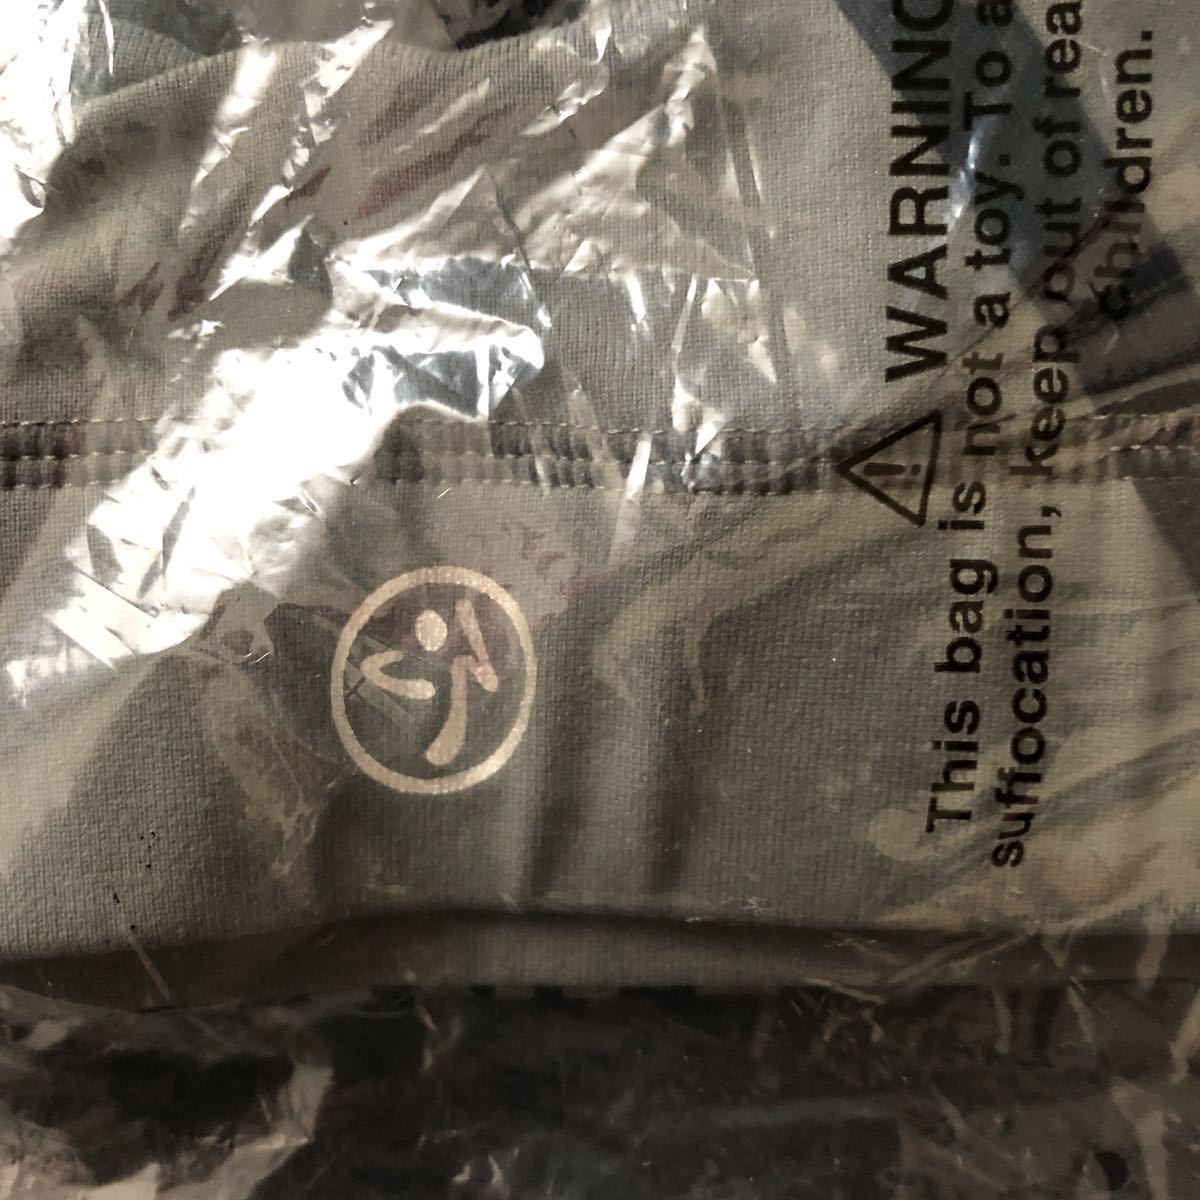 WARNING
This bag is not a toy. To a
suffocation, keep out of rea
children.